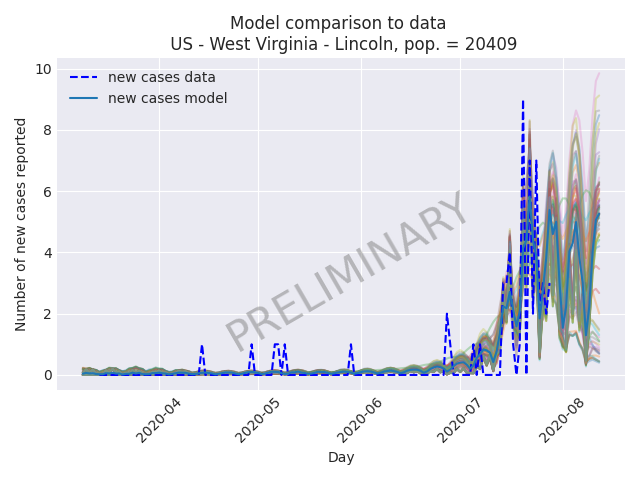 Model comparison to data
US - West Virginia - Lincoln, pop. = 20409
new cases data
new cases model
PRELIMINARY
Number of new cases reported
10
8
6
4
2
0
2020-04
2020-05
2020-06
2020-07
2020-08
Day